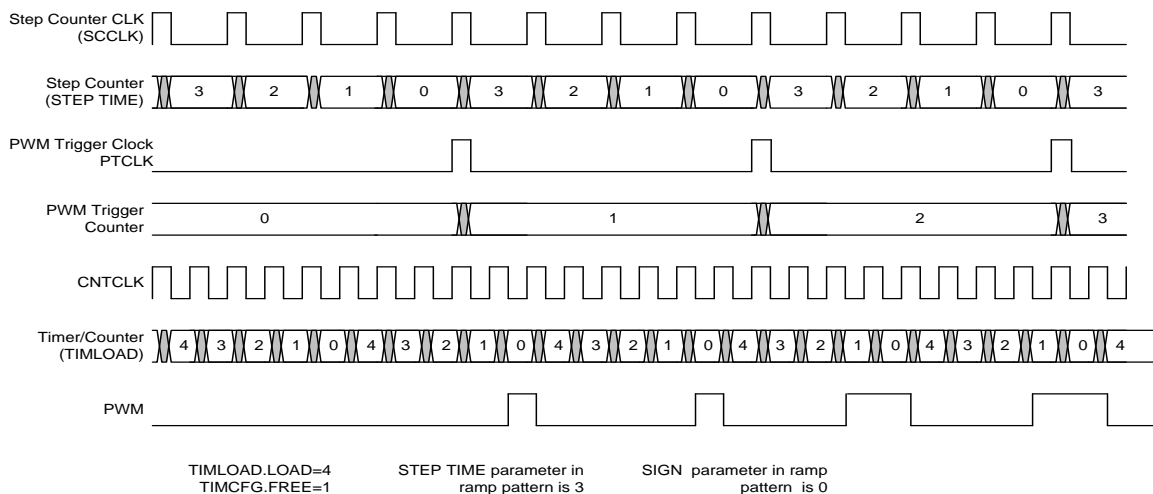 Step Counter CLK
(SCCLK)
Step Counter
(STEP TIME)
3 2 1 0 3 2 1 0 3 2 1 0 3
PWM Trigger Clock
PTCLK
PWM Trigger
Counter
0 1 2 3
CNTCLK
Timer/Counter
(TIMLOAD)
4 3 2 1 0 4 3 2 1 0 4 3 2 1 0 4 3 2 1 0 4 3 2 1 0 4
PWM
TIMLOAD.LOAD=4
TIMCFG.FREE=1
STEP TIME parameter in
ramp pattern is 3
SIGN parameter in ramp
pattern is 0